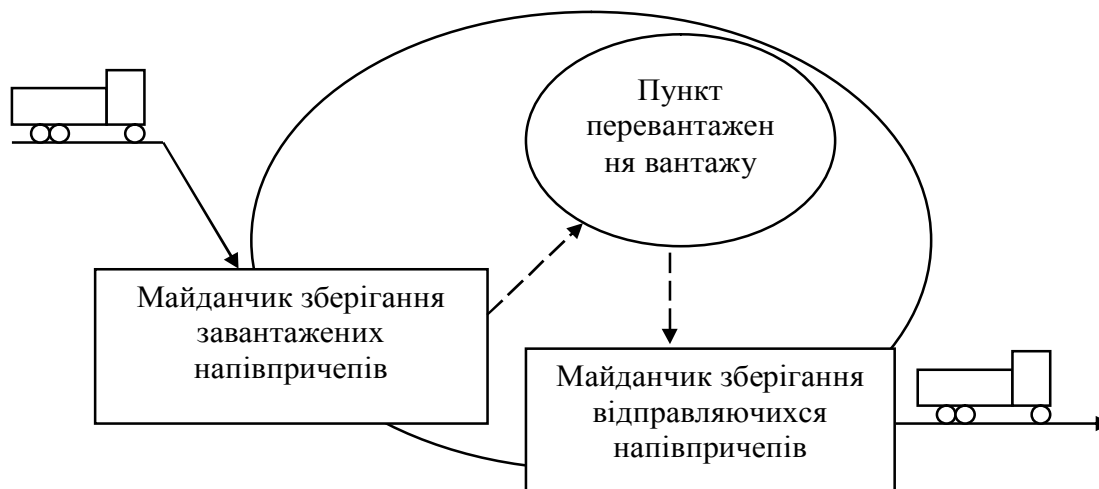 Пункт
перевантажен
ня вантажу
Майданчик зберігання
завантажених
напівпричепів
Майданчик зберігання
відправляючихся
напівпричепів